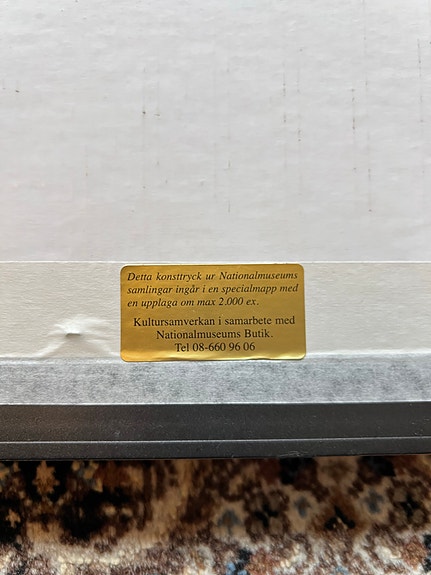 Detta konsttryck ur Nationalmuseums
samlingar ingår i en specialmapp med
en upplaga om max 2.000 ex.
Kultursamverkan i samarbete med
Nationalmuseums Butik.
Tel 08-660 96 06